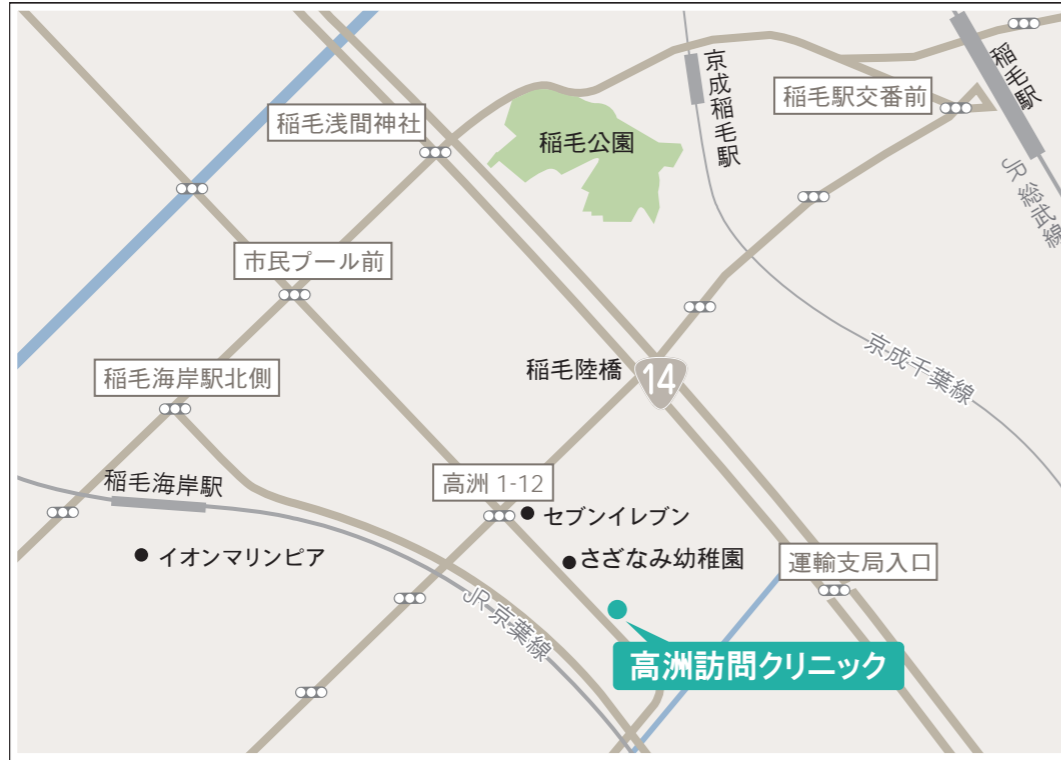 稲毛駅
京成稲毛駅
稲毛駅交番前
稲毛浅間神社
稲毛公園
JR 総武線
市民プール前
京成千葉線
稲毛陸橋
14
稲毛海岸駅北側
稲毛海岸駅
高洲 1-12
セブンイレブン
イオンマリンピア
さざなみ幼稚園
運輸支局入口
JR 京葉線
高洲訪問クリニック